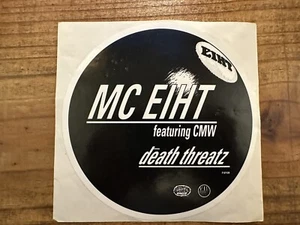 EIHT
MC EIHT
featuring CMW
death threatz